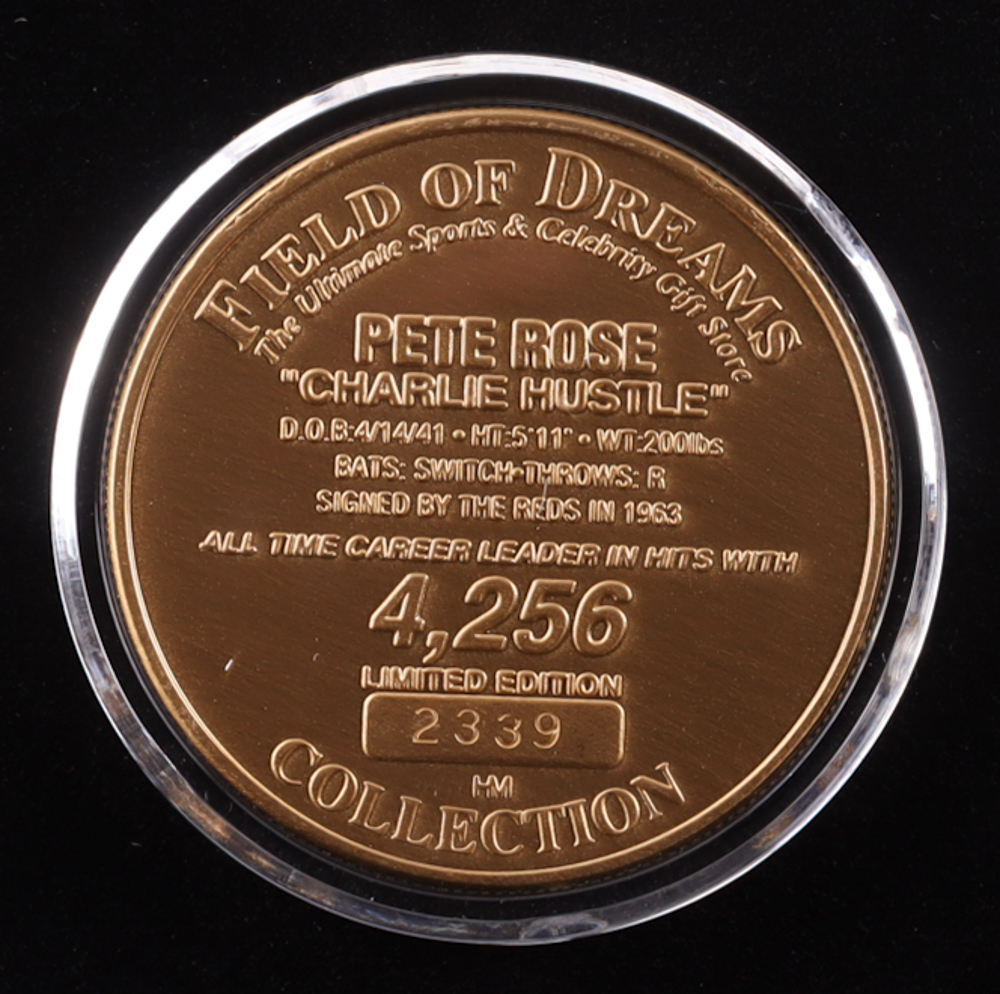 FIELD OF DREAMS
The Ultimate Sports & Celebrity Gift Store
PETE ROSE
"CHARLIE HUSTLE"
D.O.B:4/14/41 • HT:5'11" • WT:200lbs
BATS: SWITCH-THROWS: R
SIGNED BY THE REDS IN 1963
ALL TIME CAREER LEADER IN HITS WITH
4,256
LIMITED EDITION
2339
HM
COLLECTION